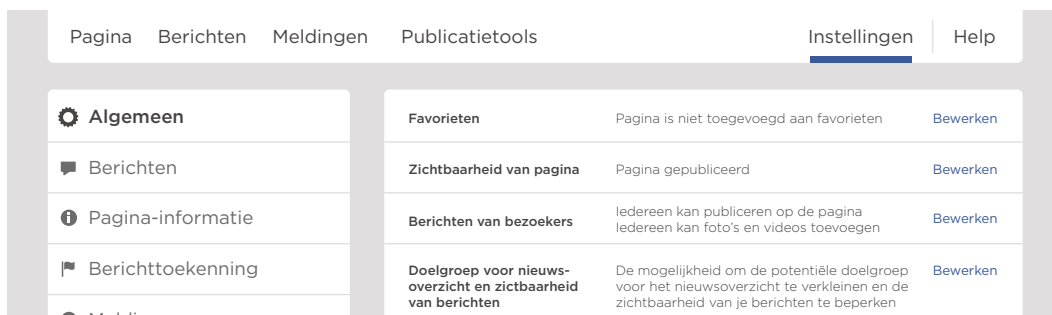 Pagina Berichten Meldingen Publicatietools Instellingen Help
Algemeen
Berichten
Pagina-informatie
Berichttoekenning
Favorieten Pagina is niet toegevoegd aan favorieten Bewerken
Zichtbaarheid van pagina Pagina gepubliceerd Bewerken
Berichten van bezoekers
Iedereen kan publiceren op de pagina
Iedereen kan foto's en videos toevoegen
Bewerken
Doelgroep voor nieuws-
overzicht en zictbaarheid
van berichten
De mogelijkheid om de potentiële doelgroep
voor het nieuwsoverzicht te verkleinen en de
zichtbaarheid van je berichten te beperken
Bewerken